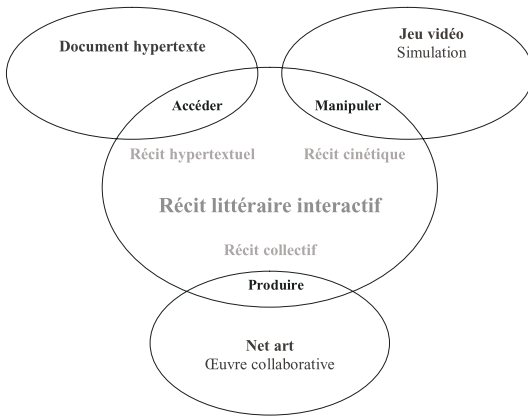 Document hypertexte
Jeu vidéo
Simulation
Accéder
Manipuler
Récit hypertextuel
Récit cinétique
Récit littéraire interactif
Récit collectif
Produire
Net art
Œuvre collaborative